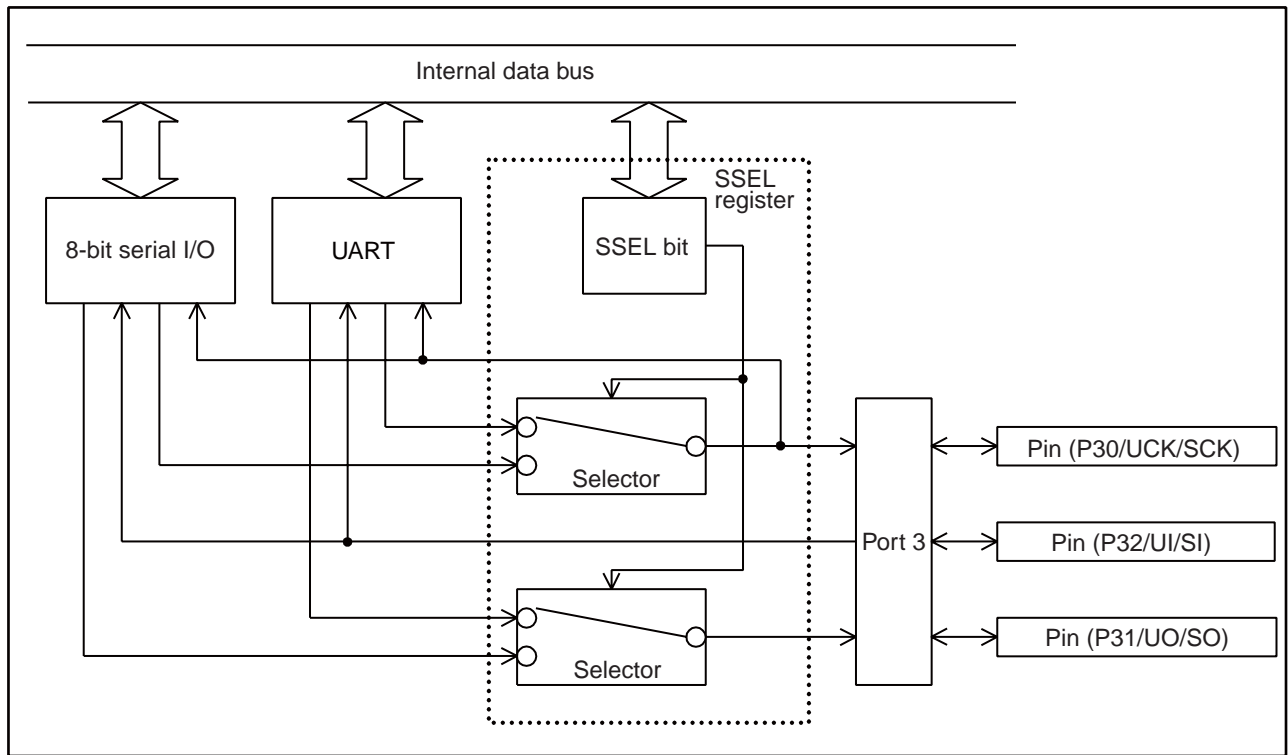 Internal data bus
SSEL
register
8-bit serial I/O
UART
SSEL bit
Selector
Pin (P30/UCK/SCK)
Port 3
Pin (P32/UI/SI)
Selector
Pin (P31/UO/SO)